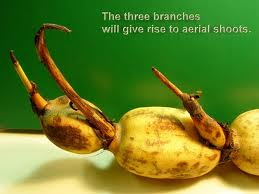 The three branches
will give rise to aerial shoots.